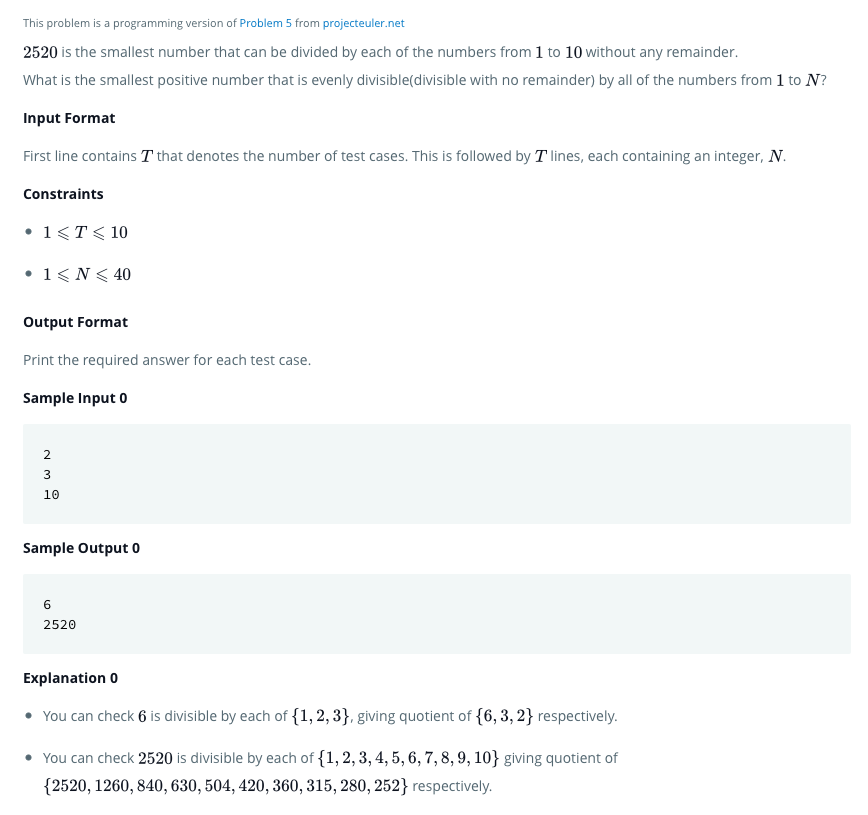 This problem is a programming version of Problem 5 from projecteuler.net
2520 is the smallest number that can be divided by each of the numbers from 1 to 10 without any remainder.
What is the smallest positive number that is evenly divisible(divisible with no remainder) by all of the numbers from 1 to N?
Input Format
First line contains T that denotes the number of test cases. This is followed by T lines, each containing an integer, N.
Constraints
• 1 ⩽ T ⩽ 10
• 1 ⩽ N ⩽ 40
Output Format
Print the required answer for each test case.
Sample Input 0
2
3
10
Sample Output 0
6
2520
Explanation 0
• You can check 6 is divisible by each of {1, 2, 3}, giving quotient of {6, 3, 2} respectively.
• You can check 2520 is divisible by each of {1, 2, 3, 4, 5, 6, 7, 8, 9, 10} giving quotient of
{2520, 1260, 840, 630, 504, 420, 360, 315, 280, 252} respectively.